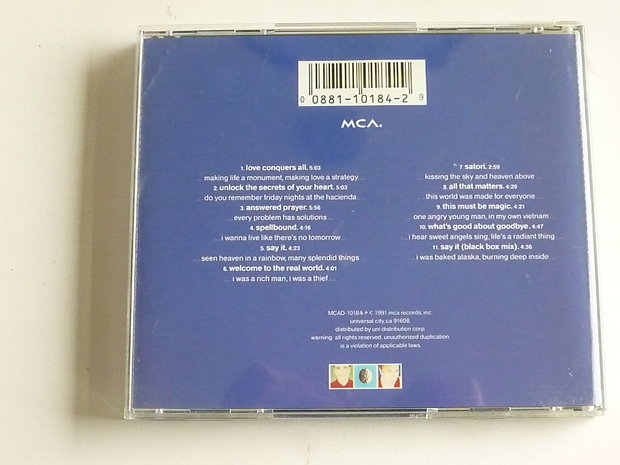 0 0881-10184-2 9
MCA.
1. love conquers all. 5:03
...making life a monument, making love a strategy...
2. unlock the secrets of your heart. 5:03
...do you remember friday nights at the hacienda...
3. answered prayer. 5:56
...every problem has solutions...
4. spellbound. 4:16
...i wanna live like there's no tomorrow...
5. say it. 4:23
...seen heaven in a rainbow, many splendid things...
6. welcome to the real world. 4:01
...i was a rich man, i was a thief...
7. satori. 2:59
...kissing the sky and heaven above...
8. all that matters. 4:29
...this world was made for everyone...
9. this must be magic. 4:21
...one angry young man, in my own vietnam...
10. what's good about goodbye. 4:47
...i hear sweet angels sing, life's a radiant thing...
11. say it (black box mix). 4:36
...i was baked alaska, burning deep inside...
MCAD-10184 ℗ © 1991 mca records, inc.
universal city, ca 91608.
distributed by uni distribution corp.
warning: all rights reserved. unauthorized duplication
is a violation of applicable laws.